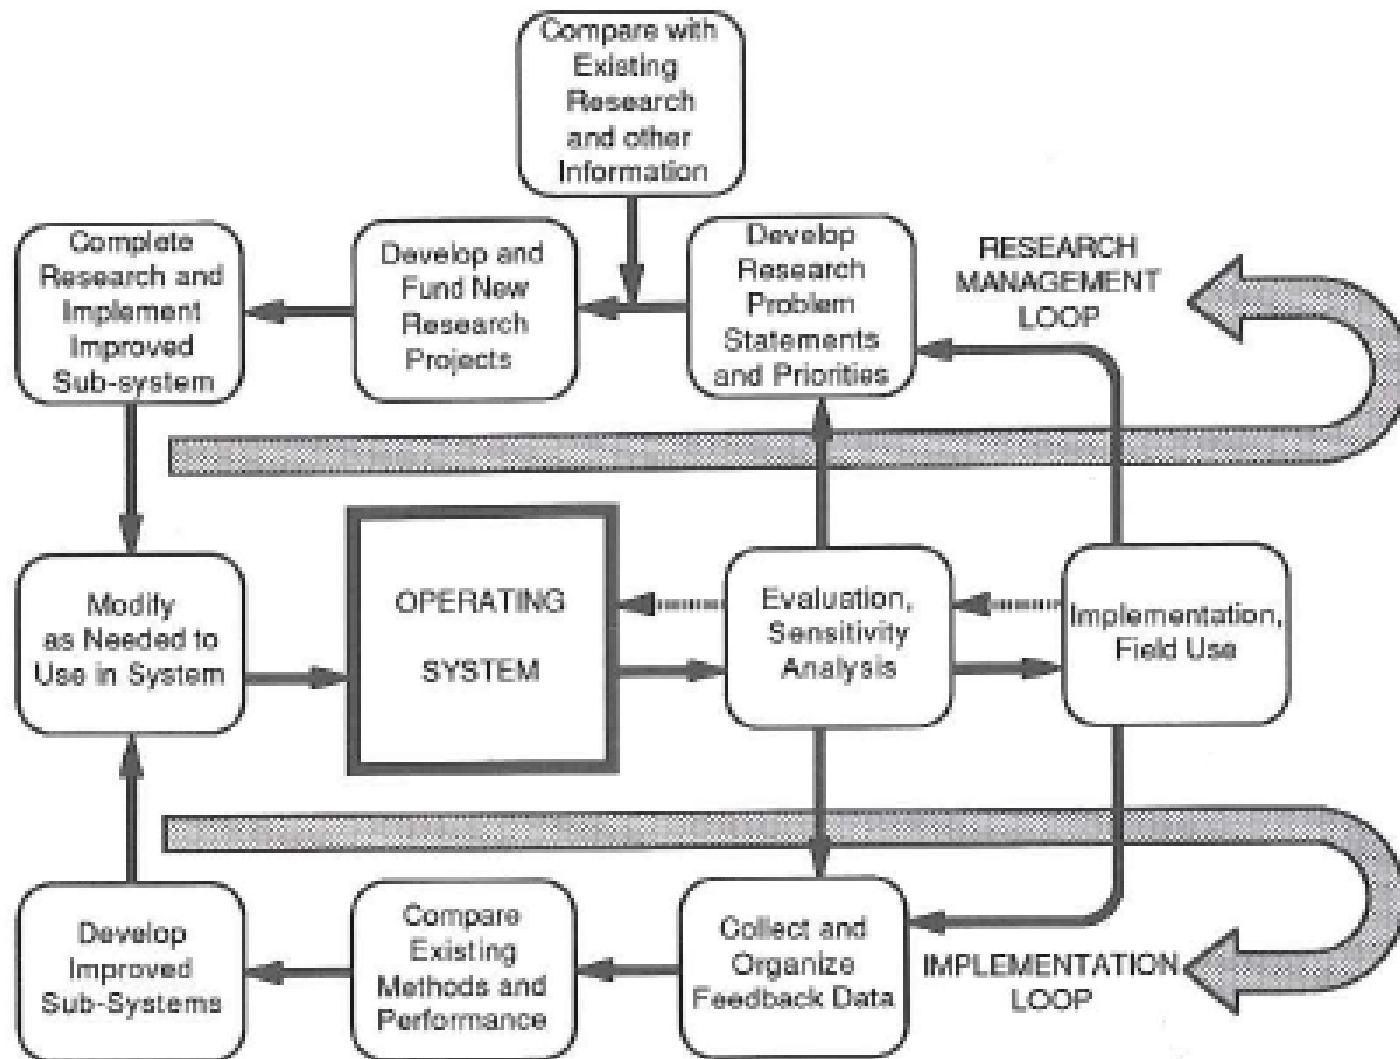 Compare with
Existing
Research
and other
Information
Complete
Research and
Implement
Improved
Sub-system
Develop and
Fund New
Research
Projects
Develop
Research
Problem
Statements
and Priorities
RESEARCH
MANAGEMENT
LOOP
Modify
as Needed to
Use in System
OPERATING
SYSTEM
Evaluation,
Sensitivity
Analysis
Implementation,
Field Use
Develop
Improved
Sub-Systems
Compare
Existing
Methods and
Performance
Collect and
Organize
Feedback Data
IMPLEMENTATION
LOOP